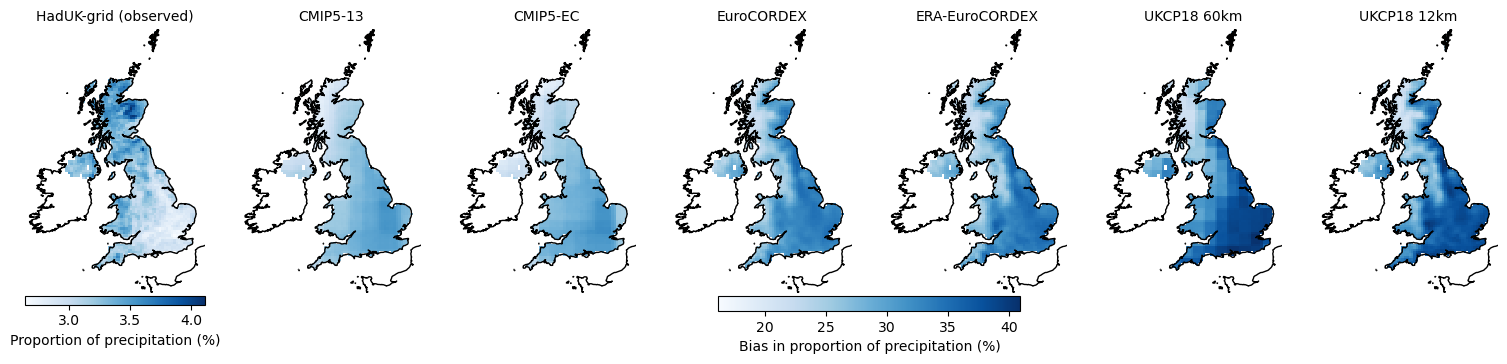 HadUK-grid (observed)
CMIP5-13
CMIP5-EC
EuroCORDEX
ERA-EuroCORDEX
UKCP18 60km
UKCP18 12km
3.0 3.5 4.0
Proportion of precipitation (%)
20 25 30 35 40
Bias in proportion of precipitation (%)